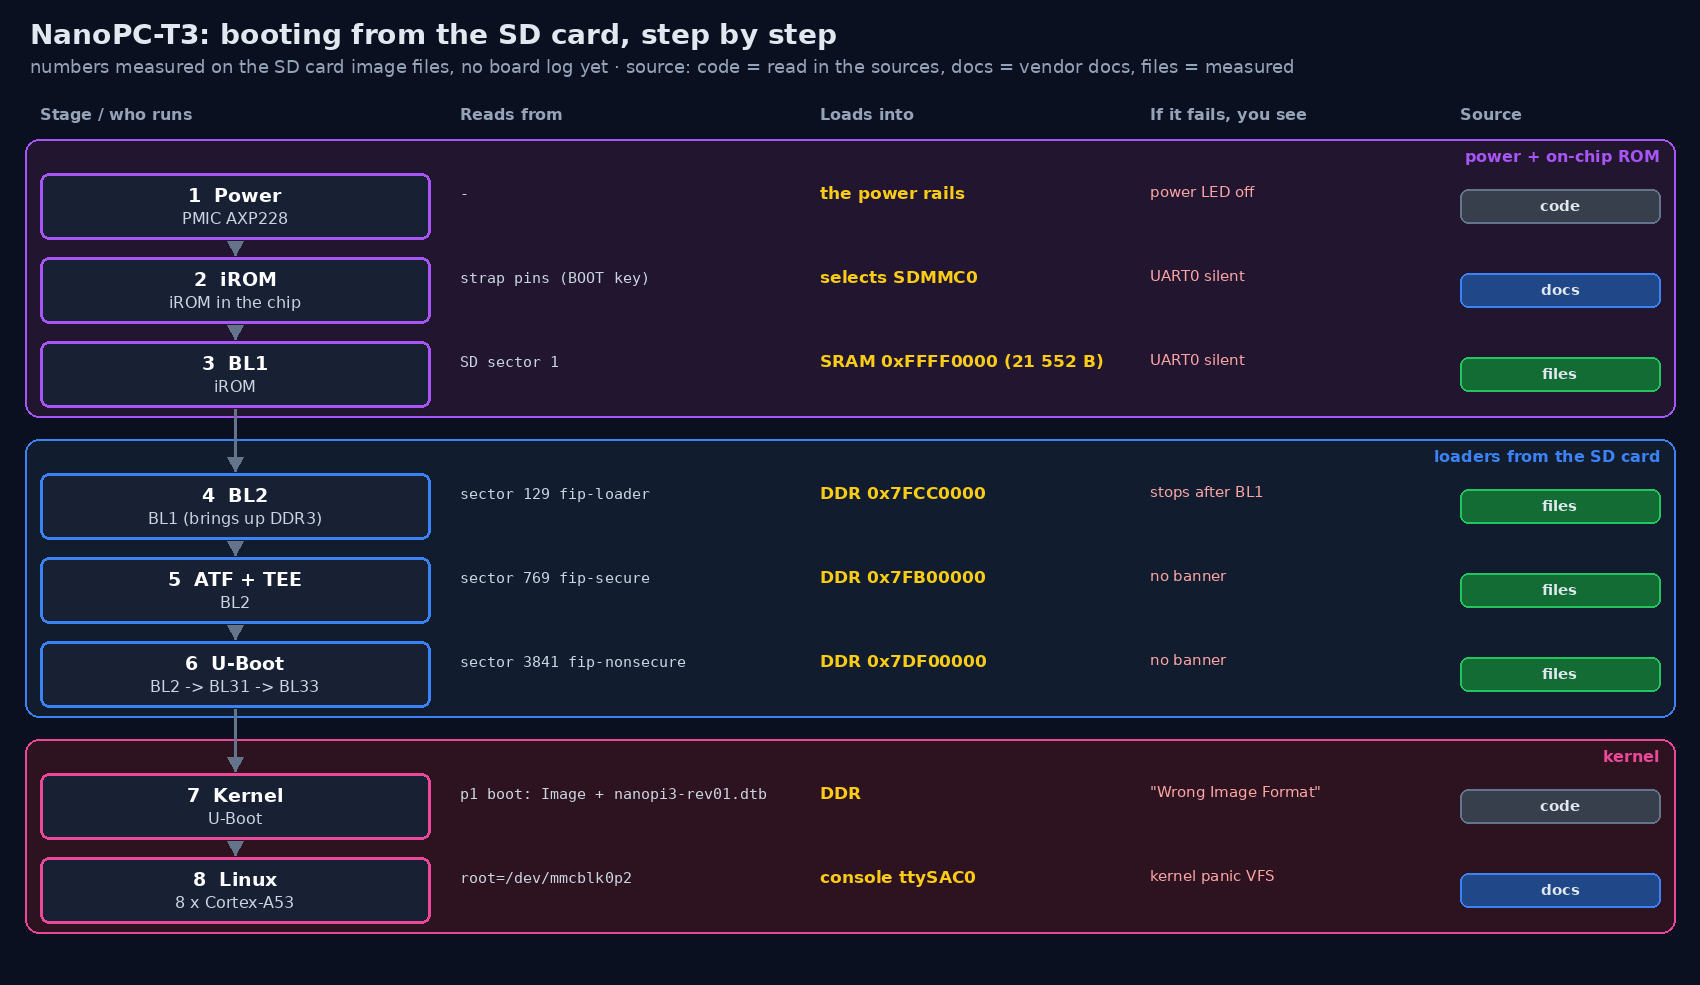 NanoPC-T3: booting from the SD card, step by step
numbers measured on the SD card image files, no board log yet · source: code = read in the sources, docs = vendor docs, files = measured
Stage / who runs
Reads from
Loads into
If it fails, you see
Source
power + on-chip ROM
1 Power
PMIC AXP228
-
the power rails
power LED off
code
2 iROM
iROM in the chip
strap pins (BOOT key)
selects SDMMC0
UART0 silent
docs
3 BL1
iROM
SD sector 1
SRAM 0xFFFF0000 (21 552 B)
UART0 silent
files
loaders from the SD card
4 BL2
BL1 (brings up DDR3)
sector 129 fip-loader
DDR 0x7FCC0000
stops after BL1
files
5 ATF + TEE
BL2
sector 769 fip-secure
DDR 0x7FB00000
no banner
files
6 U-Boot
BL2 -> BL31 -> BL33
sector 3841 fip-nonsecure
DDR 0x7DF00000
no banner
files
kernel
7 Kernel
U-Boot
p1 boot: Image + nanopi3-rev01.dtb
DDR
"Wrong Image Format"
code
8 Linux
8 x Cortex-A53
root=/dev/mmcblk0p2
console ttySAC0
kernel panic VFS
docs